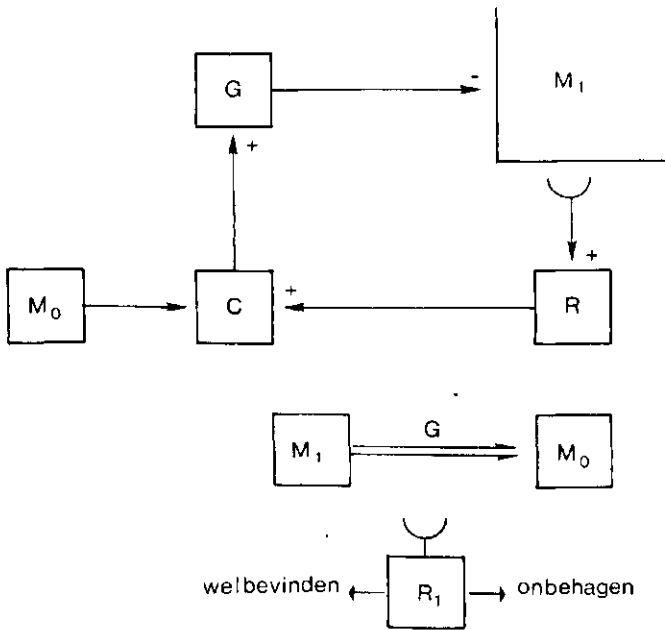 G
-
M₁
+
+
M₀
C
+
R
G
M₁
M₀
welbevinden
R₁
onbehagen